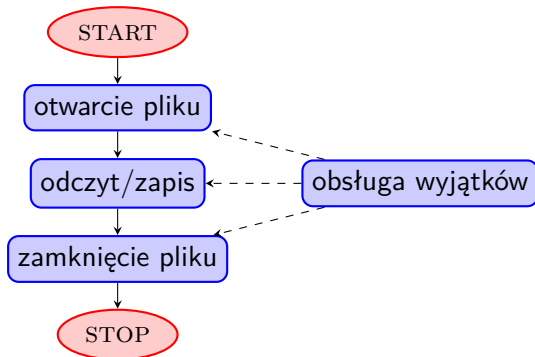 START
otwarcie pliku
odczyt/zapis
obsługa wyjątków
zamknięcie pliku
STOP